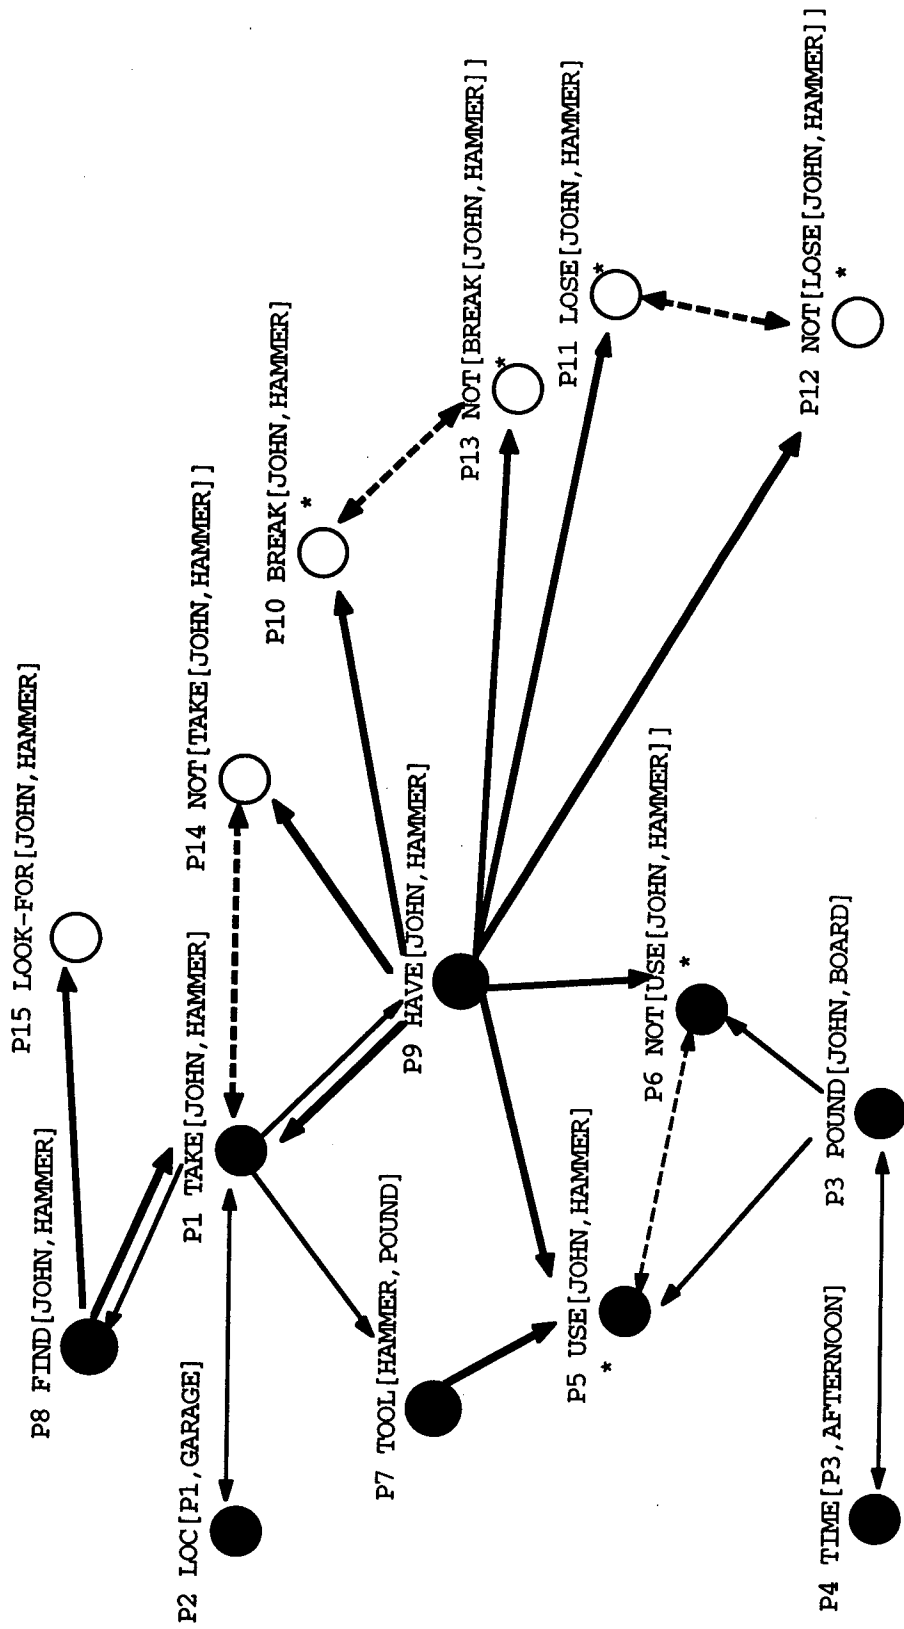 P15 LOOK-FOR[JOHN,HAMMER]
P8 FIND[JOHN,HAMMER]
P14 NOT[TAKE[JOHN,HAMMER]]
P1 TAKE[JOHN,HAMMER]
P2 LOC[P1,GARAGE]
P10 BREAK[JOHN,HAMMER]
*
P9 HAVE[JOHN,HAMMER]
P7 TOOL[HAMMER,POUND]
P13 NOT[BREAK[JOHN,HAMMER]]
*
P11 LOSE[JOHN,HAMMER]
*
P5 USE[JOHN,HAMMER]
*
P6 NOT[USE[JOHN,HAMMER]]
*
P12 NOT[LOSE[JOHN,HAMMER]]
*
P3 POUND[JOHN,BOARD]
P4 TIME[P3,AFTERNOON]